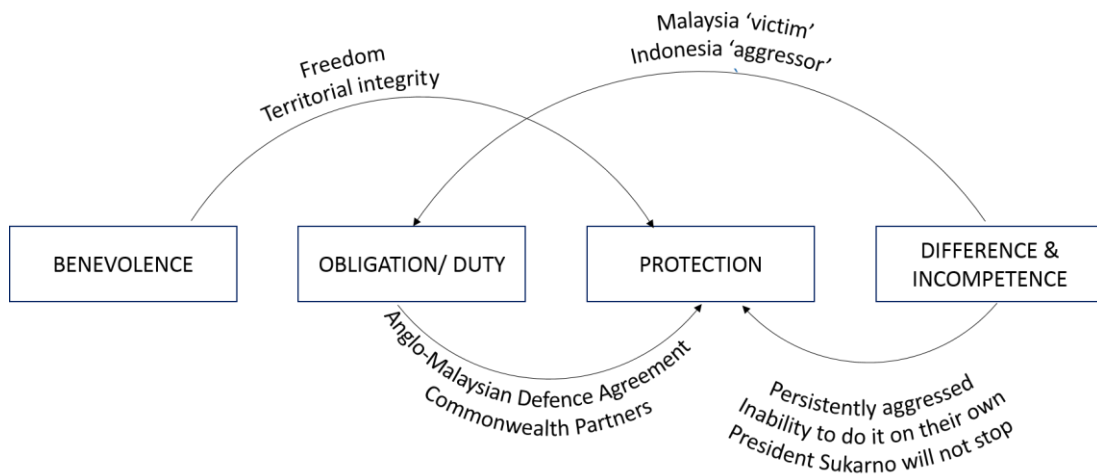 Freedom
Territorial integrity
Malaysia ‘victim’
Indonesia ‘aggressor’
BENEVOLENCE
OBLIGATION/ DUTY
PROTECTION
DIFFERENCE &
INCOMPETENCE
Anglo-Malaysian Defence Agreement
Commonwealth Partners
Persistently aggressed
Inability to do it on their own
President Sukarno will not stop